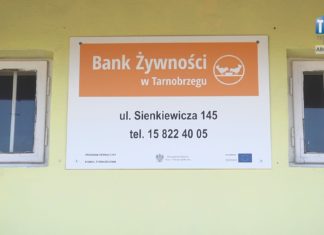 Bank Żywności
w Tarnobrzegu
ul. Sienkiewicza 145
tel. 15 822 40 05